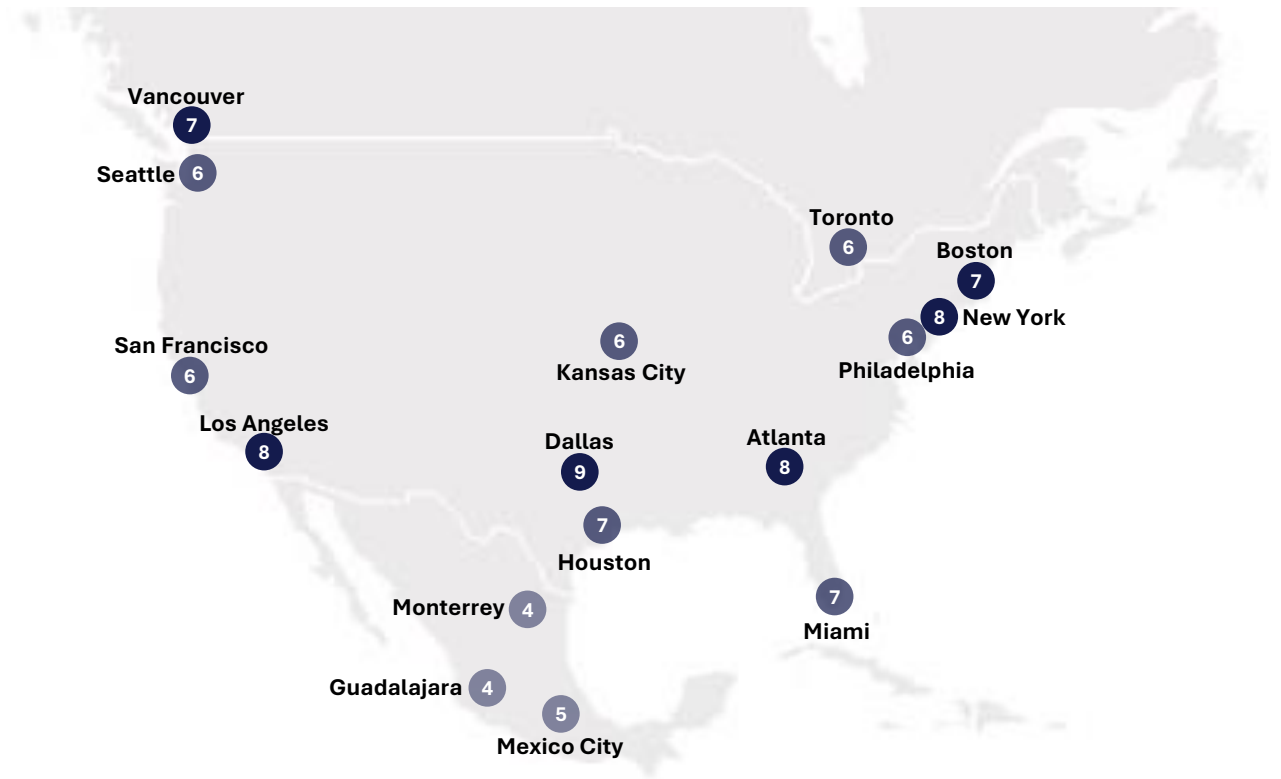 Vancouver
7
Seattle 6
Toronto
6
Boston
7
8 New York
6
Philadelphia
San Francisco
6
6
Kansas City
Los Angeles
8
Dallas
9
Atlanta
8
7
Houston
Monterrey 4
7
Miami
Guadalajara 4
5
Mexico City